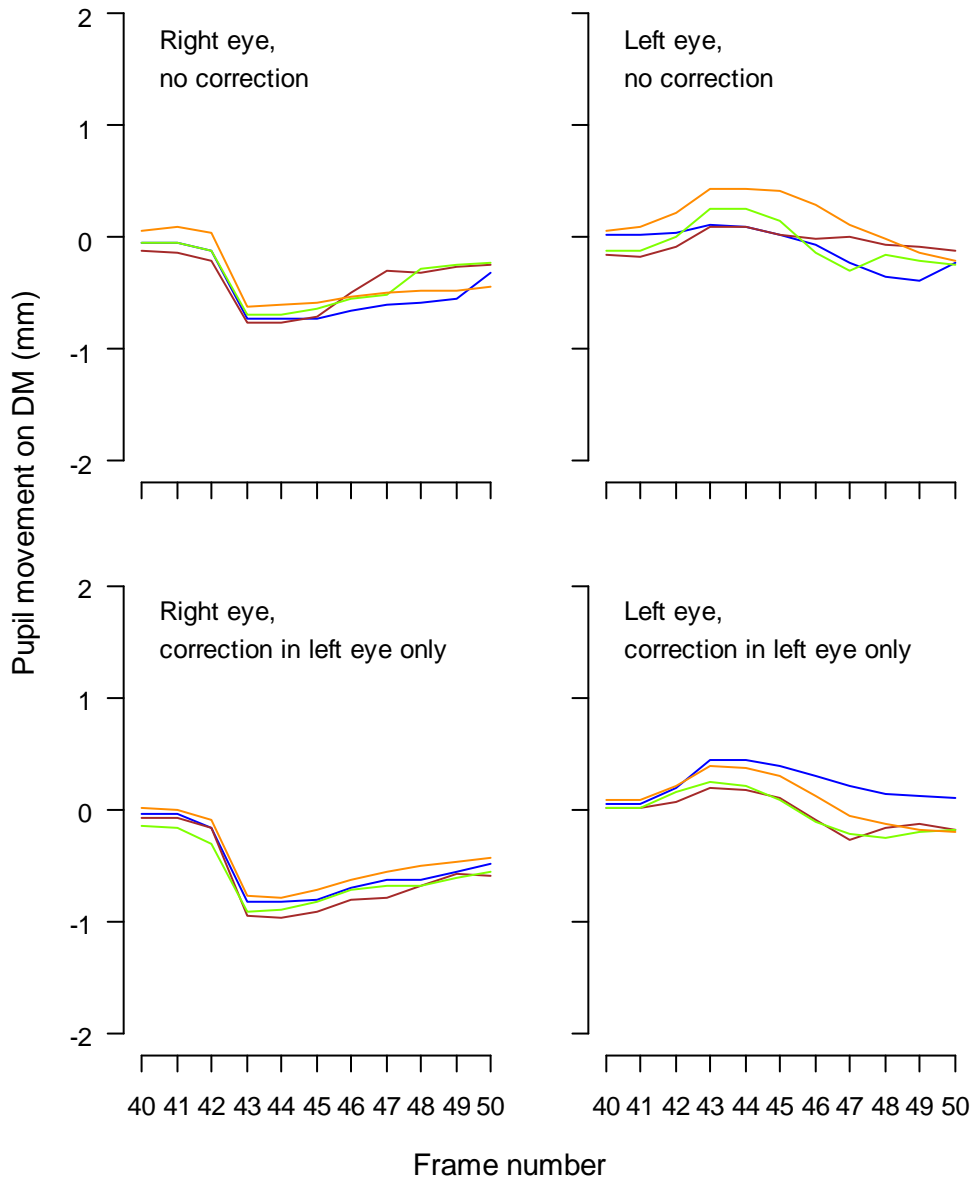 Pupil movement on DM (mm)
2
1
0
-1
-2
Right eye,
no correction
Left eye,
no correction
2
1
0
-1
-2
Right eye,
correction in left eye only
Left eye,
correction in left eye only
40 41 42 43 44 45 46 47 48 49 50
40 41 42 43 44 45 46 47 48 49 50
Frame number